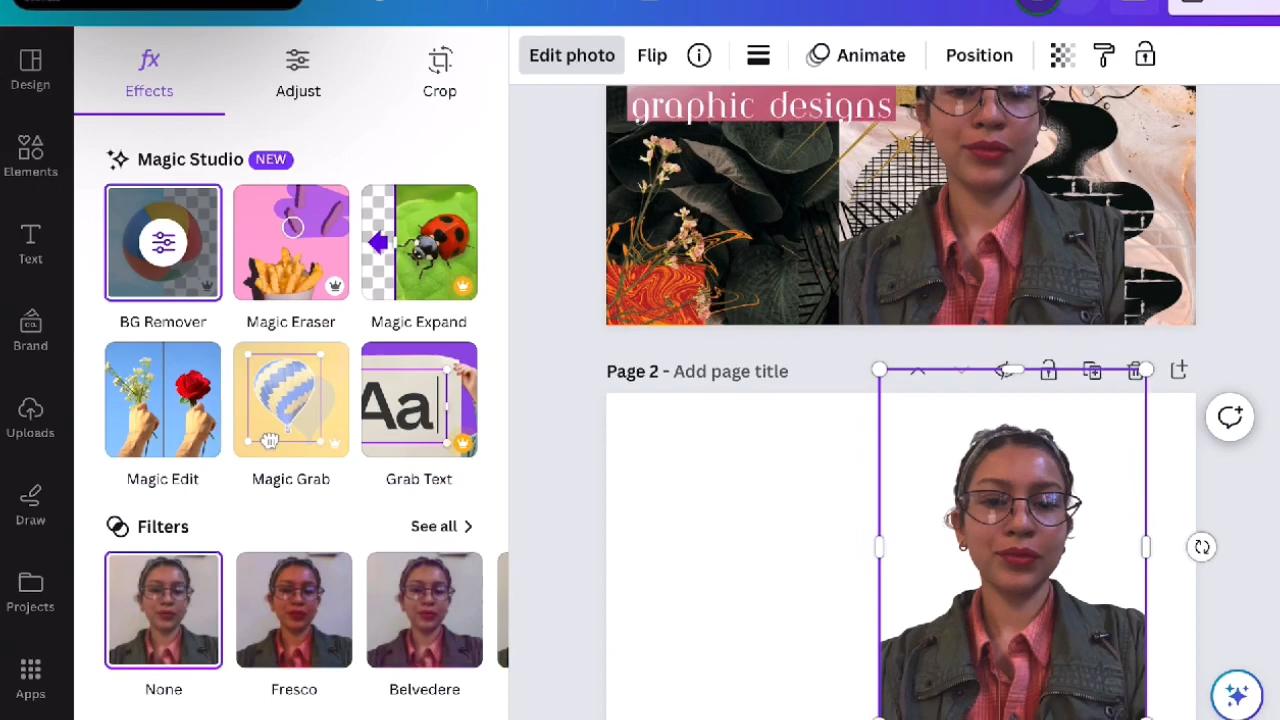 Edit photo Flip Animate Position
Design
Effects Adjust Crop
graphic designs
Magic Studio NEW
Elements
BG Remover Magic Eraser Magic Expand
Text
Brand
CO.
Page 2 - Add page title
Aa
Uploads
Magic Edit Magic Grab Grab Text
Draw
Filters See all
Projects
None Fresco Belvedere
Apps